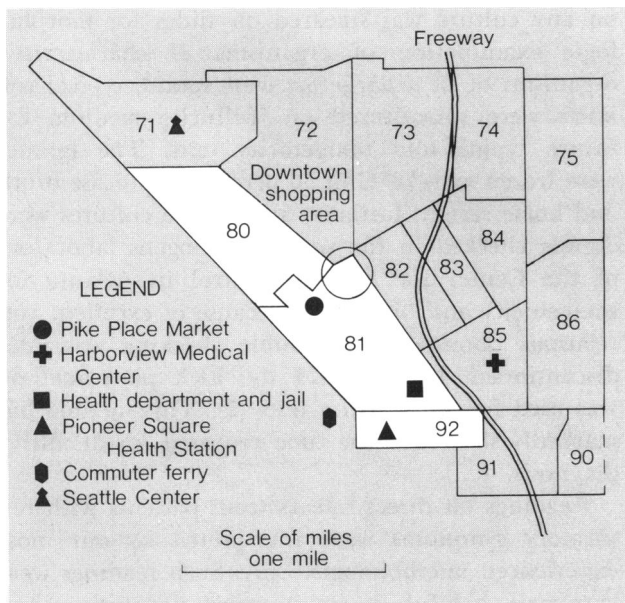 Freeway
71
72
73
74
75
Downtown
shopping
area
80
84
82
83
LEGEND
Pike Place Market
Harborview Medical
Center
Health department and jail
Pioneer Square
Health Station
Commuter ferry
Seattle Center
81
85
86
92
91
90
Scale of miles
one mile